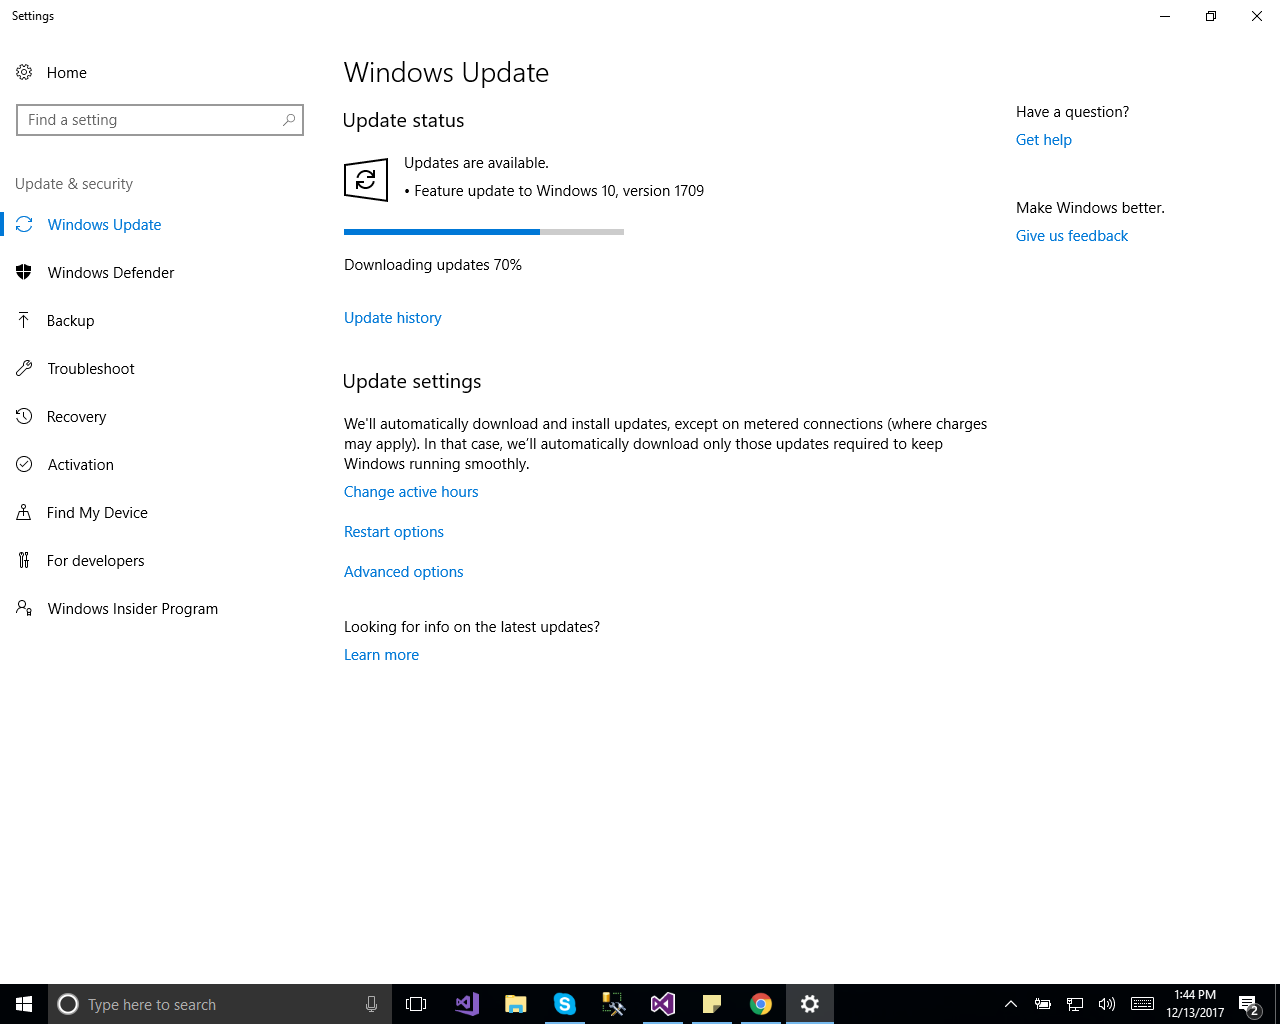 Settings
Home
Find a setting
Update & security
Windows Update
Windows Defender
Backup
Troubleshoot
Recovery
Activation
Find My Device
For developers
Windows Insider Program
Windows Update
Update status
Updates are available.
• Feature update to Windows 10, version 1709
Downloading updates 70%
Update history
Update settings
We'll automatically download and install updates, except on metered connections (where charges
may apply). In that case, we’ll automatically download only those updates required to keep
Windows running smoothly.
Change active hours
Restart options
Advanced options
Looking for info on the latest updates?
Learn more
Have a question?
Get help
Make Windows better.
Give us feedback
Type here to search
1:44 PM
12/13/2017
2